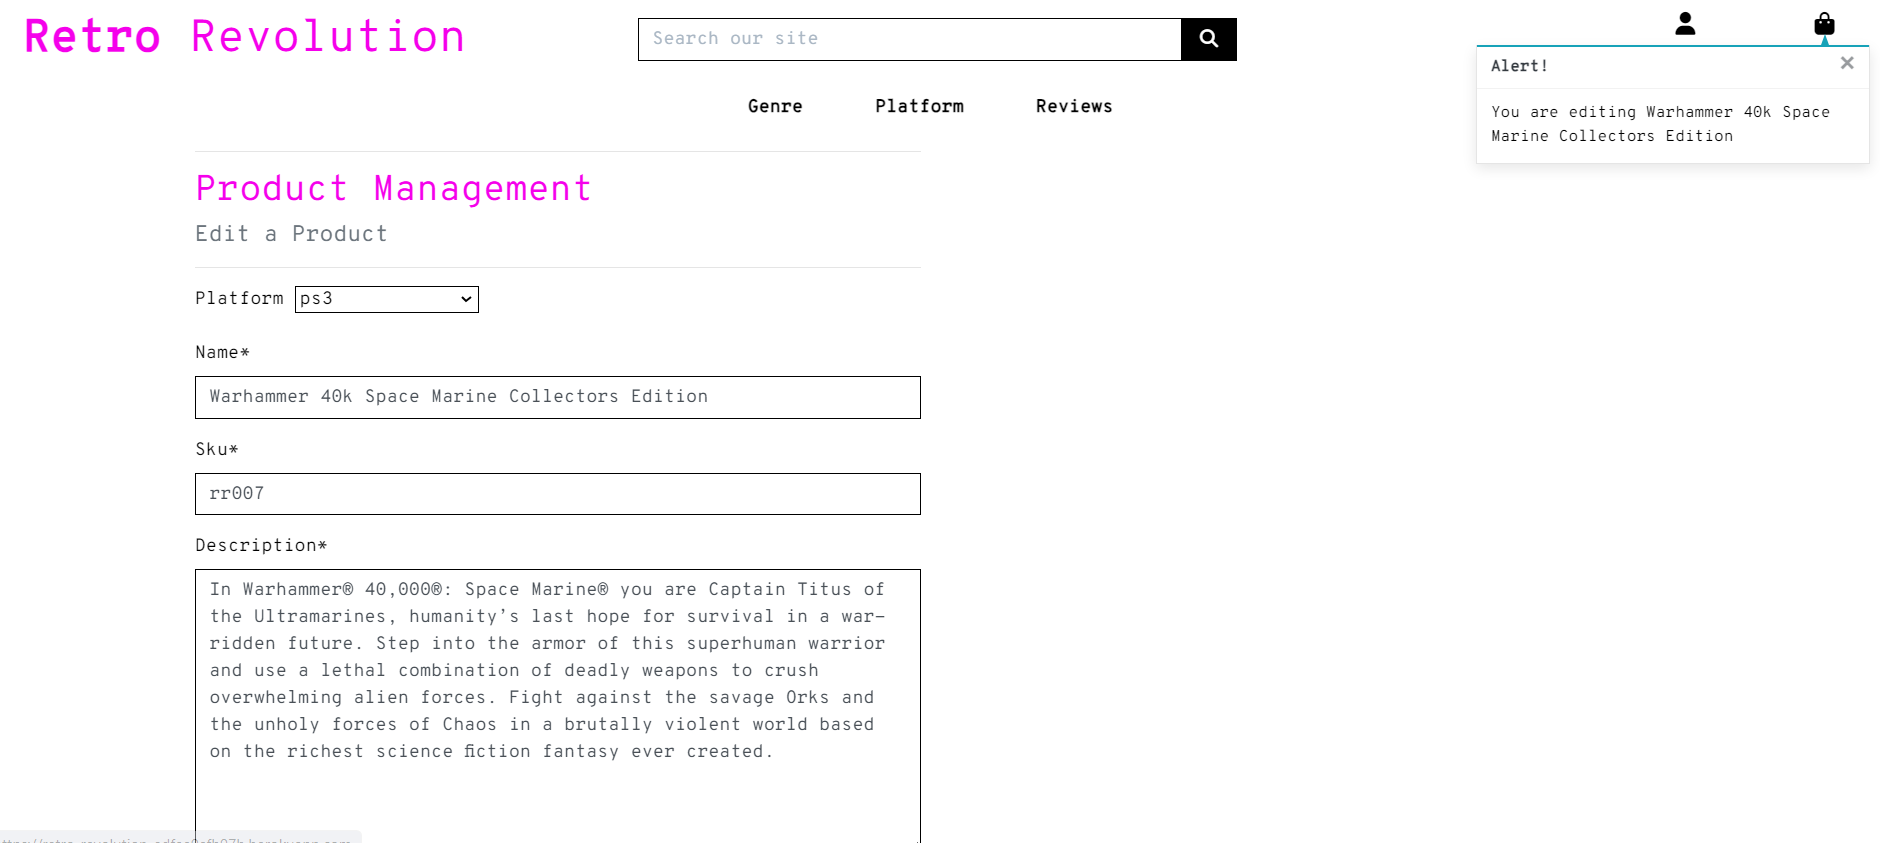 Retro Revolution
Search our site
Genre Platform Reviews
Alert!
You are editing Warhammer 40k Space
Marine Collectors Edition
Product Management
Edit a Product
Platform ps3
Name*
Warhammer 40k Space Marine Collectors Edition
Sku*
rr007
Description*
In Warhammer® 40,000®: Space Marine® you are Captain Titus of
the Ultramarines, humanity’s last hope for survival in a war-
ridden future. Step into the armor of this superhuman warrior
and use a lethal combination of deadly weapons to crush
overwhelming alien forces. Fight against the savage Orks and
the unholy forces of Chaos in a brutally violent world based
on the richest science fiction fantasy ever created.